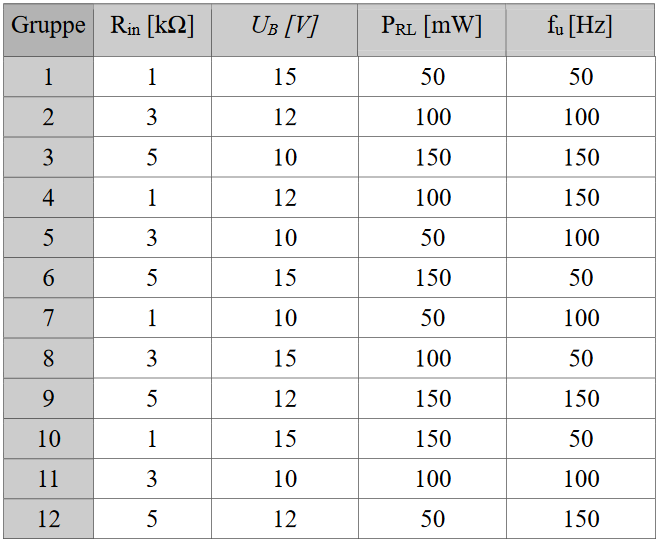 Gruppe R_in [kΩ] U_B [V] P_RL [mW] f_u [Hz]
1 1 15 50 50
2 3 12 100 100
3 5 10 150 150
4 1 12 100 150
5 3 10 50 100
6 5 15 150 50
7 1 10 50 100
8 3 15 100 50
9 5 12 150 150
10 1 15 150 50
11 3 10 100 100
12 5 12 50 150